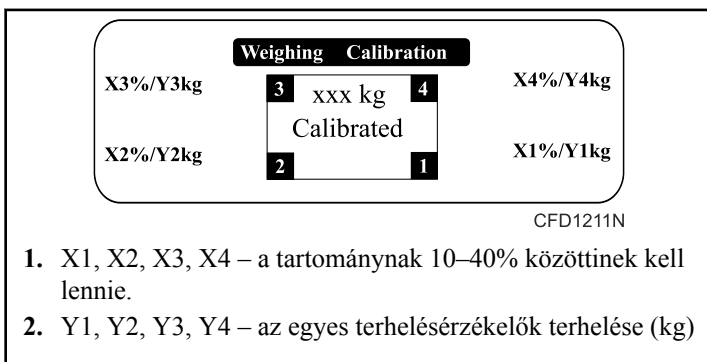 Weighing Calibration
X3%/Y3kg 3 xxx kg 4 X4%/Y4kg
Calibrated
X2%/Y2kg 2 1 X1%/Y1kg
CFD1211N
1. X1, X2, X3, X4 – a tartománynak 10–40% közöttinek kell
lennie.
2. Y1, Y2, Y3, Y4 – az egyes terhelésérzékelők terhelése (kg)